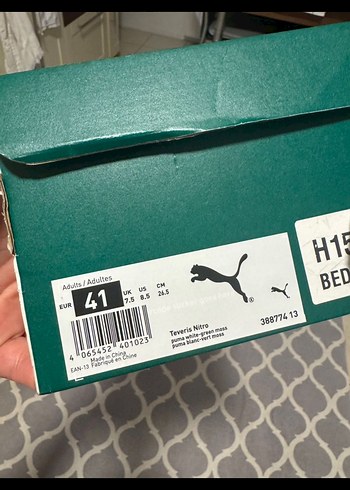 Adults / Adultes
EUR 41 UK 7.5 US 8.5 CM 26.5
4 065452 401023
Made in China
EAN-13 Fabriqué en Chine
Teveris Nitro
puma white-green moss
puma blanc-vert moss
388774 13
®
H15
BED